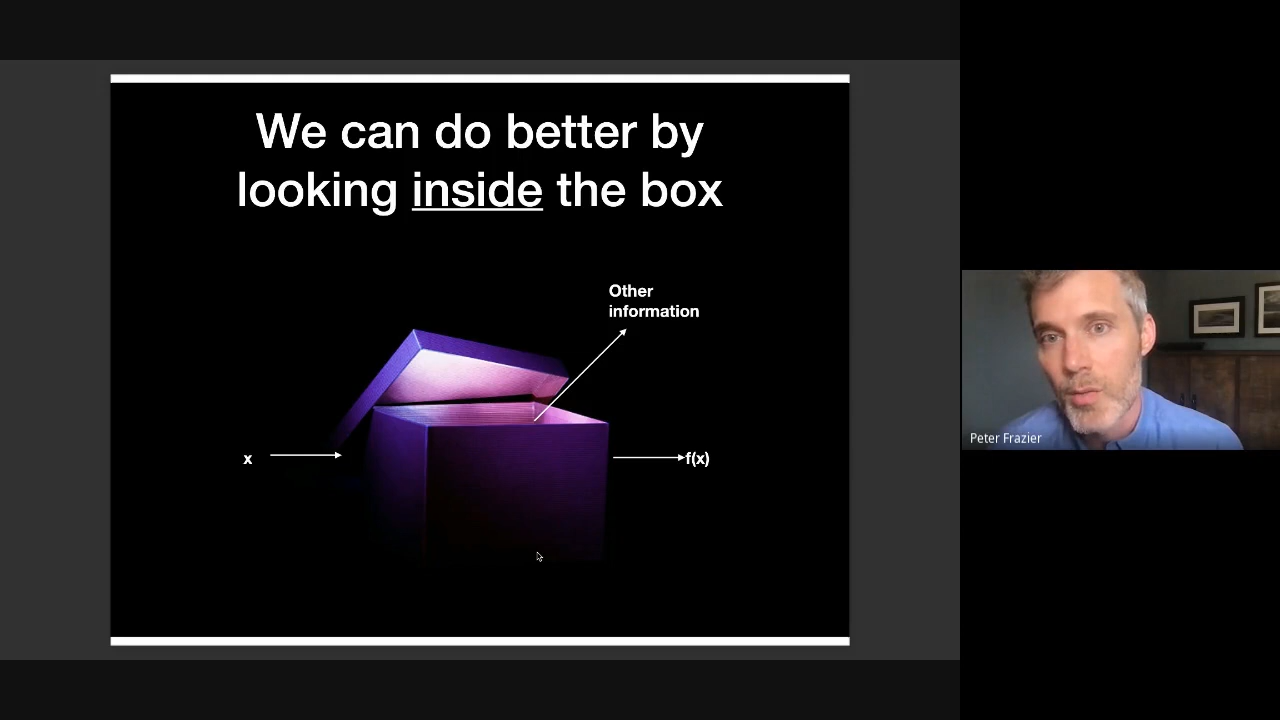 We can do better by
looking inside the box
Other
information
x
f(x)
Peter Frazier